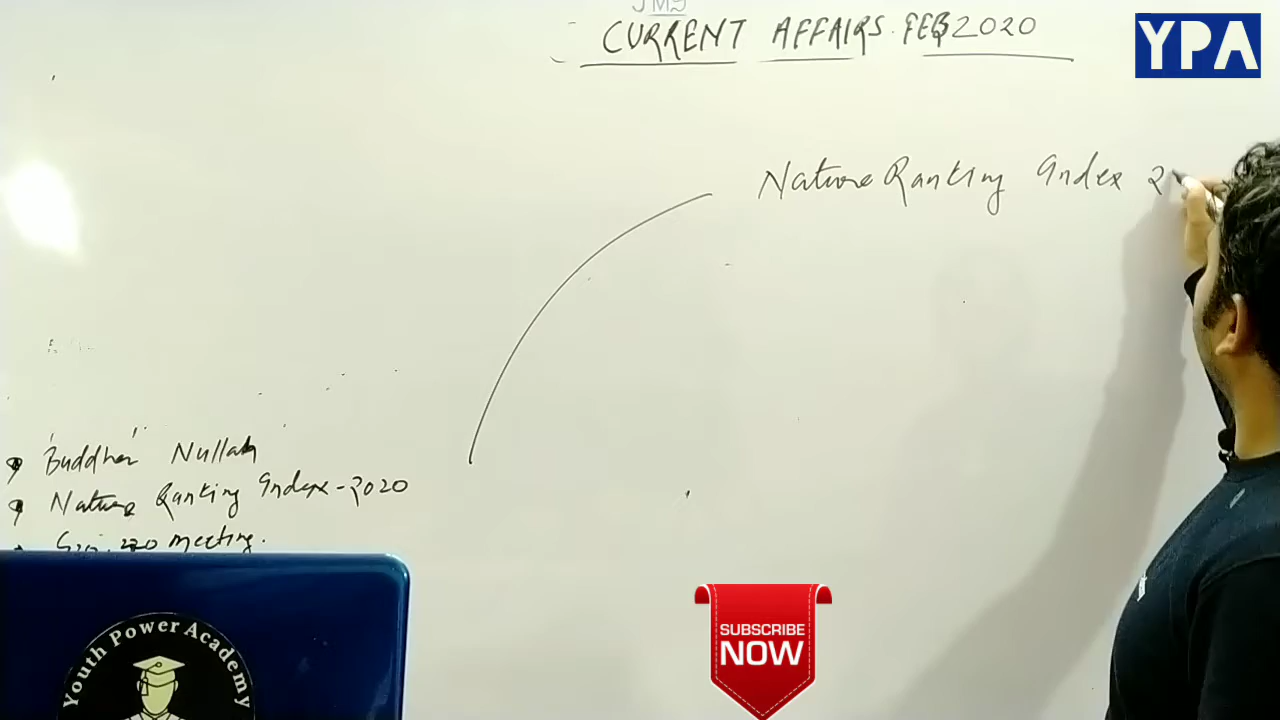 JMS
CURRENT AFFAIRS. FEB 2020
YPA
Nature Ranking Index 2
'Buddha' Nullah
Nature Ranking Index-2020
meeting.
Youth Power Academy
SUBSCRIBE
NOW